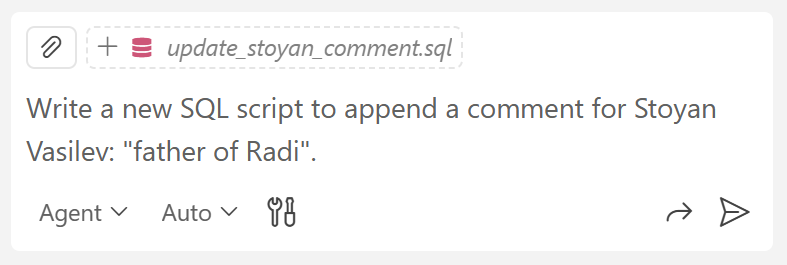 update_stoyan_comment.sql
Write a new SQL script to append a comment for Stoyan
Vasilev: "father of Radi".
Agent Auto